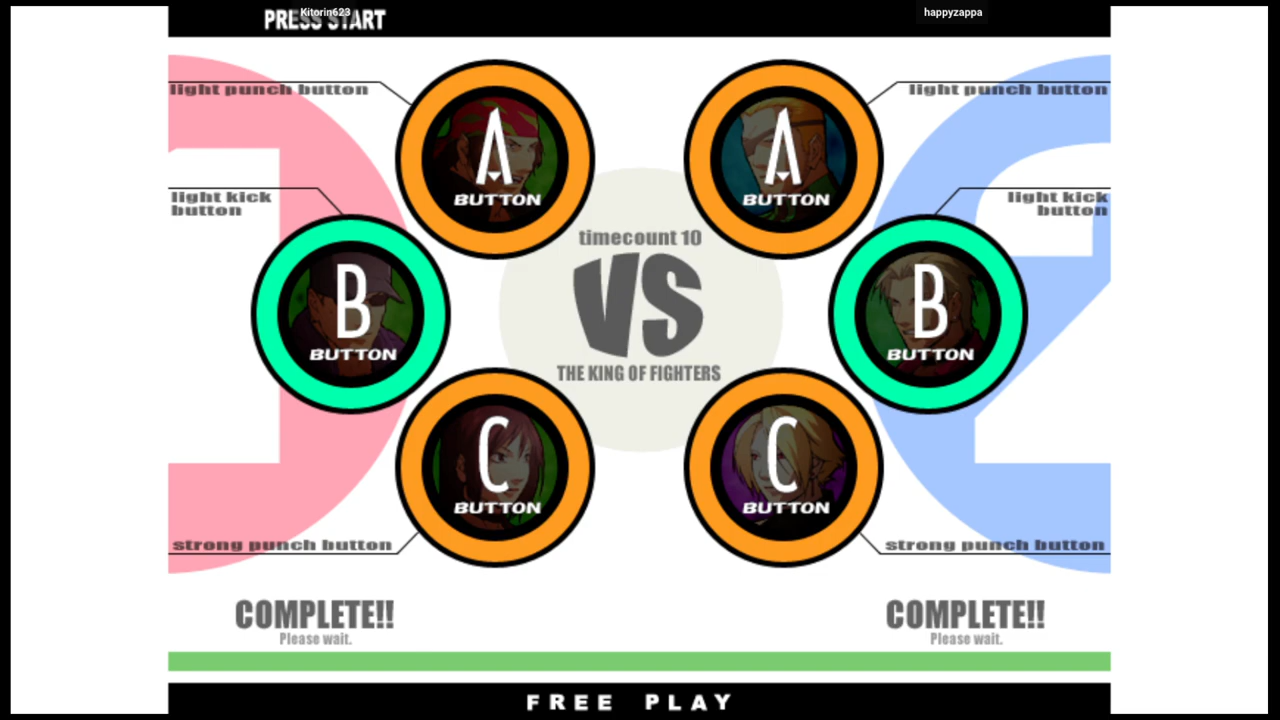 PRESS START
Kitorin623
happyzappa
light punch button
light punch button
A
BUTTON
A
BUTTON
light kick
button
light kick
button
timecount 10
VS
THE KING OF FIGHTERS
B
BUTTON
B
BUTTON
C
BUTTON
C
BUTTON
strong punch button
strong punch button
COMPLETE!!
Please wait.
COMPLETE!!
Please wait.
FREE PLAY